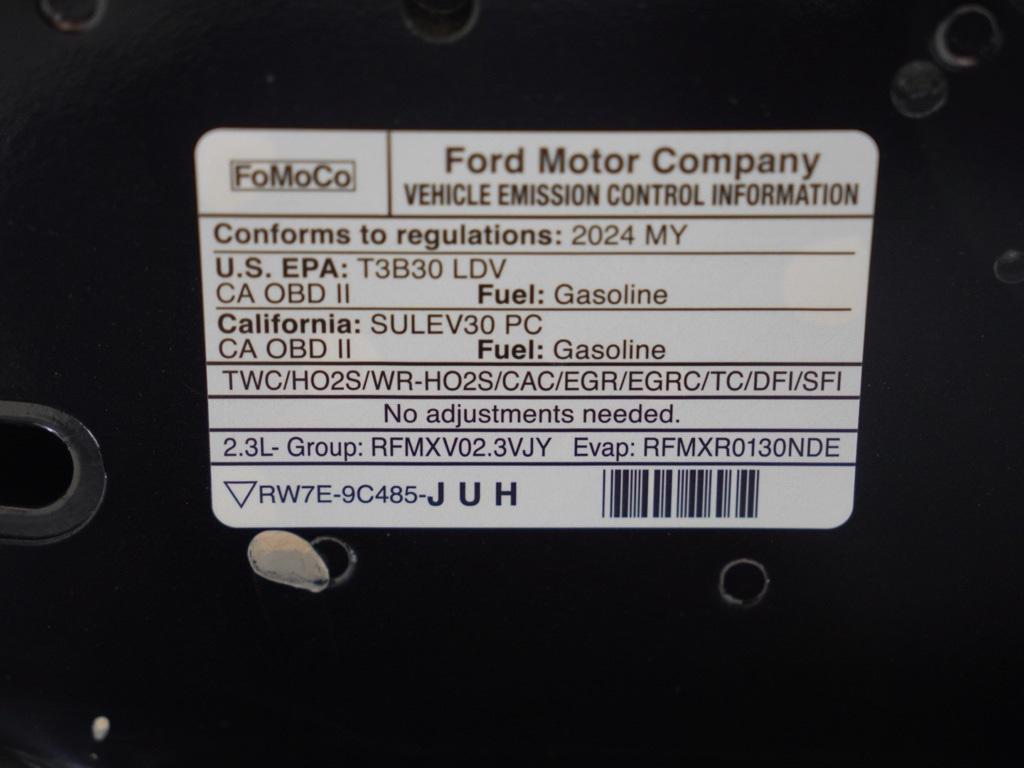 FoMoCo
Ford Motor Company
VEHICLE EMISSION CONTROL INFORMATION
Conforms to regulations: 2024 MY
U.S. EPA: T3B30 LDV
CA OBD II Fuel: Gasoline
California: SULEV30 PC
CA OBD II Fuel: Gasoline
TWC/HO2S/WR-HO2S/CAC/EGR/EGRC/TC/DFI/SFI
No adjustments needed.
2.3L- Group: RFMXV02.3VJY Evap: RFMXR0130NDE
▽RW7E-9C485-J U H